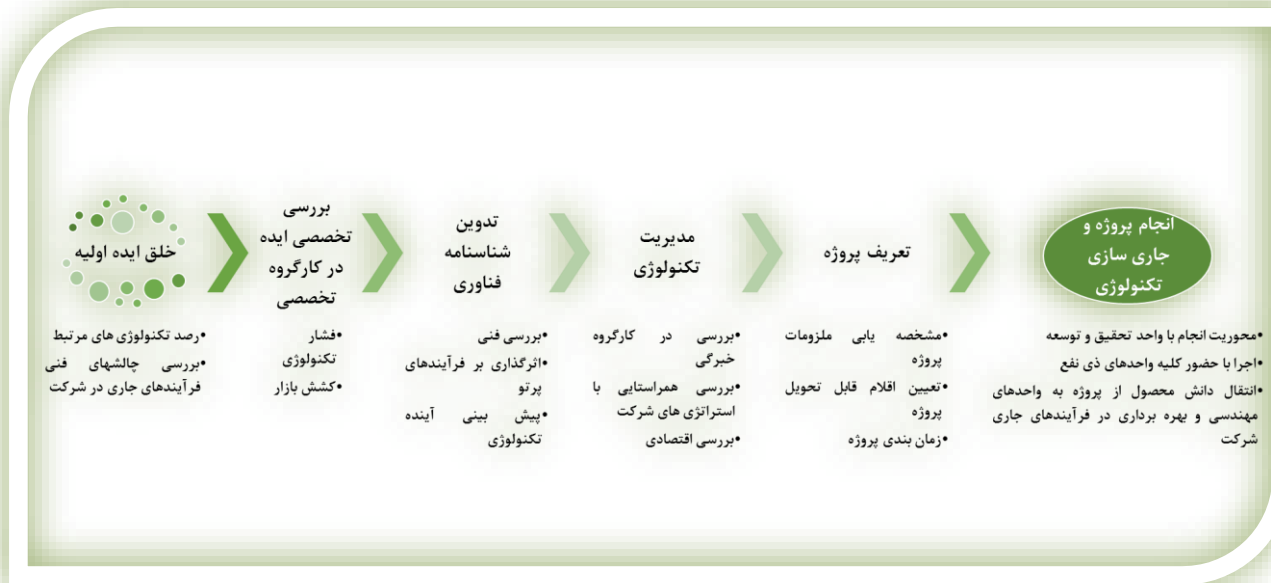 خلق ایده اولیه
•رصد تکنولوژی های مرتبط
•بررسی چالشهای فنی
فرآیندهای جاری در شرکت
بررسی
تخصصی ایده
در کارگروه
تخصصی
•فشار
تکنولوژی
•کشش بازار
تدوین
شناسنامه
فناوری
•بررسی فنی
•اثرگذاری بر فرآیندهای
پرتو
•پیش بینی آینده
تکنولوژی
مدیریت
تکنولوژی
•بررسی در کارگروه
خبرگی
•بررسی همراستایی با
استراتژی های شرکت
•بررسی اقتصادی
تعریف پروژه
•مشخصه یابی ملزومات
پروژه
•تعیین اقلام قابل تحویل
پروژه
•زمان بندی پروژه
انجام پروژه و
جاری سازی
تکنولوژی
•محوریت انجام با واحد تحقیق و توسعه
•اجرا با حضور کلیه واحدهای ذی نفع
•انتقال دانش محصول از پروژه به واحدهای
مهندسی و بهره برداری در فرآیندهای جاری
شرکت